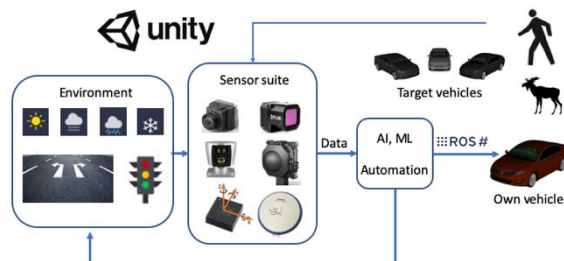 unity
Environment
Sensor suite
Target vehicles
Data
AI, ML
Automation
ROS #
Own vehicle